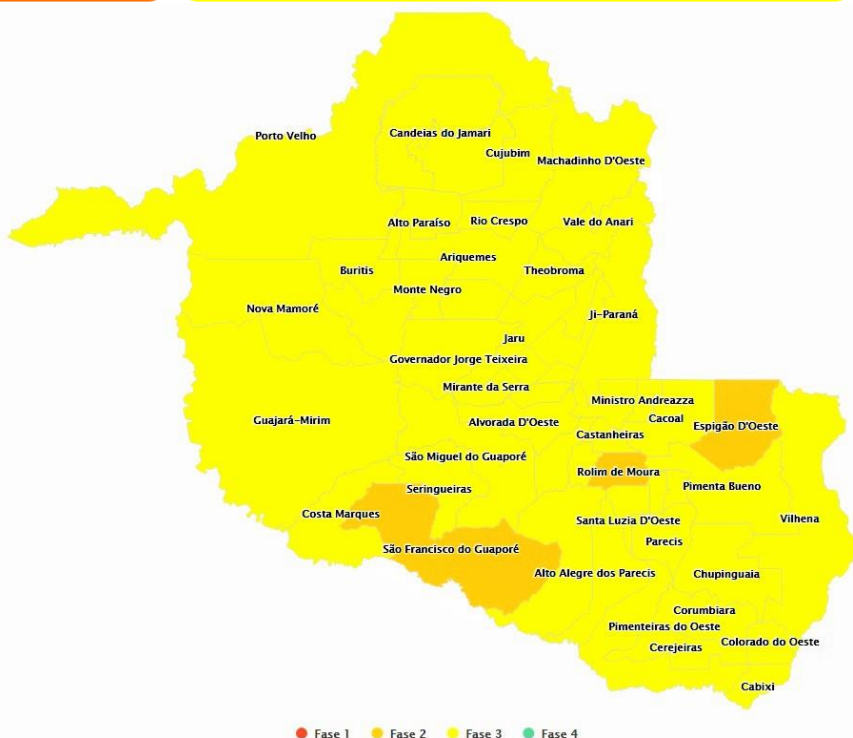 Porto Velho
Candeias do Jamari
Cujubim
Machadinho D'Oeste
Alto Paraíso
Rio Crespo
Vale do Anari
Ariquemes
Buritis
Theobroma
Monte Negro
Nova Mamoré
Ji-Paraná
Jaru
Governador Jorge Teixeira
Mirante da Serra
Ministro Andreazza
Guajará-Mirim
Alvorada D'Oeste
Cacoal
Espigão D'Oeste
Castanheiras
São Miguel do Guaporé
Rolim de Moura
Seringueiras
Pimenta Bueno
Costa Marques
Santa Luzia D'Oeste
Vilhena
Parecis
São Francisco do Guaporé
Alto Alegre dos Parecis
Chupinguaia
Corumbiara
Pimenteiras do Oeste
Colorado do Oeste
Cerejeiras
Cabixi
Fase 1 Fase 2 Fase 3 Fase 4